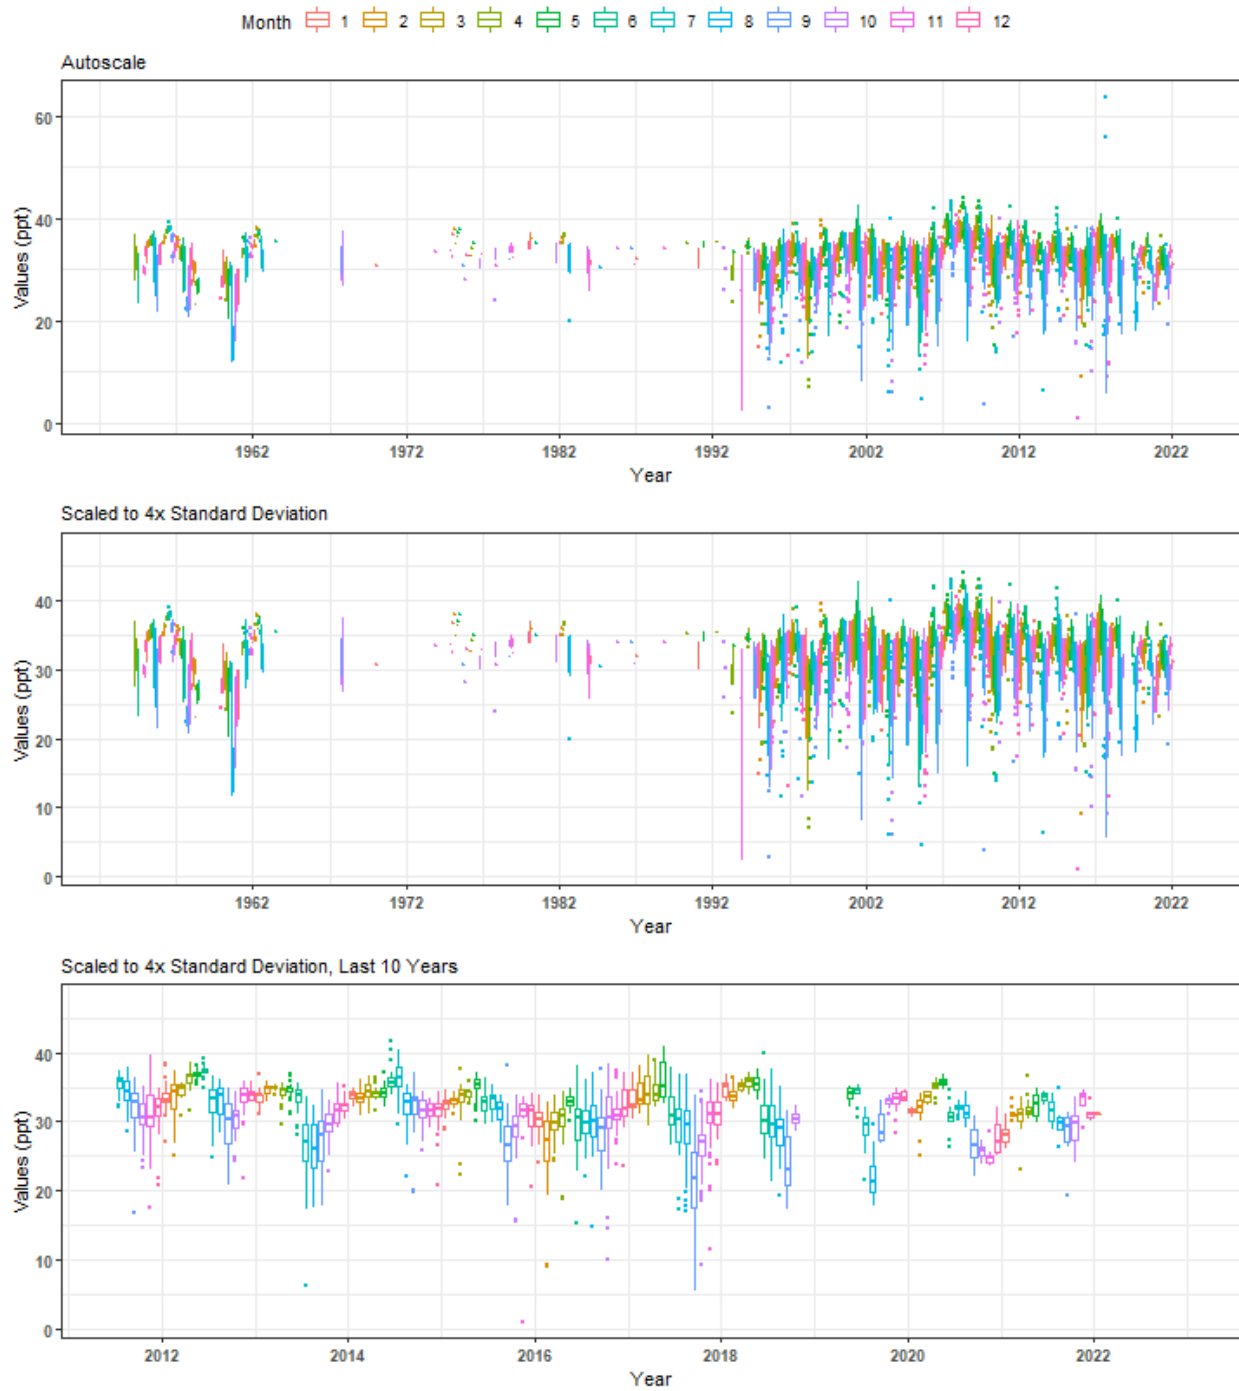 Month 1 2 3 4 5 6 7 8 9 10 11 12
Autoscale
60
40
20
0
Values (ppt)
1962 1972 1982 1992 2002 2012 2022
Year
Scaled to 4x Standard Deviation
40
30
20
10
0
Values (ppt)
1962 1972 1982 1992 2002 2012 2022
Year
Scaled to 4x Standard Deviation, Last 10 Years
40
30
20
10
0
Values (ppt)
2012 2014 2016 2018 2020 2022
Year